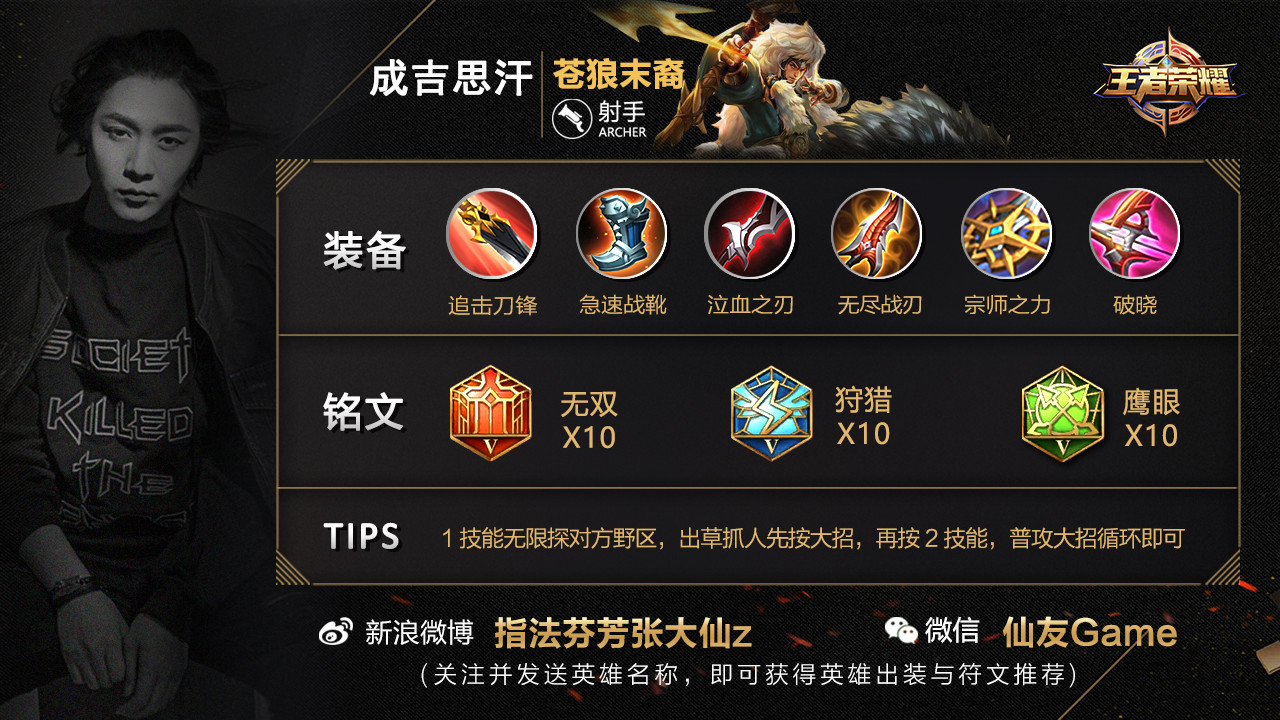 成吉思汗
苍狼末裔
射手
ARCHER
王者荣耀
装备
追击刀锋 急速战靴 泣血之刃 无尽战刃 宗师之力 破晓
铭文
V
无双
X10
V
狩猎
X10
V
鹰眼
X10
TIPS
1 技能无限探对方野区，出草抓人先按大招，再按 2 技能，普攻大招循环即可
SOCIETY
KILLED
THE
新浪微博 指法芬芳张大仙z
微信 仙友Game
（关注并发送英雄名称，即可获得英雄出装与符文推荐）